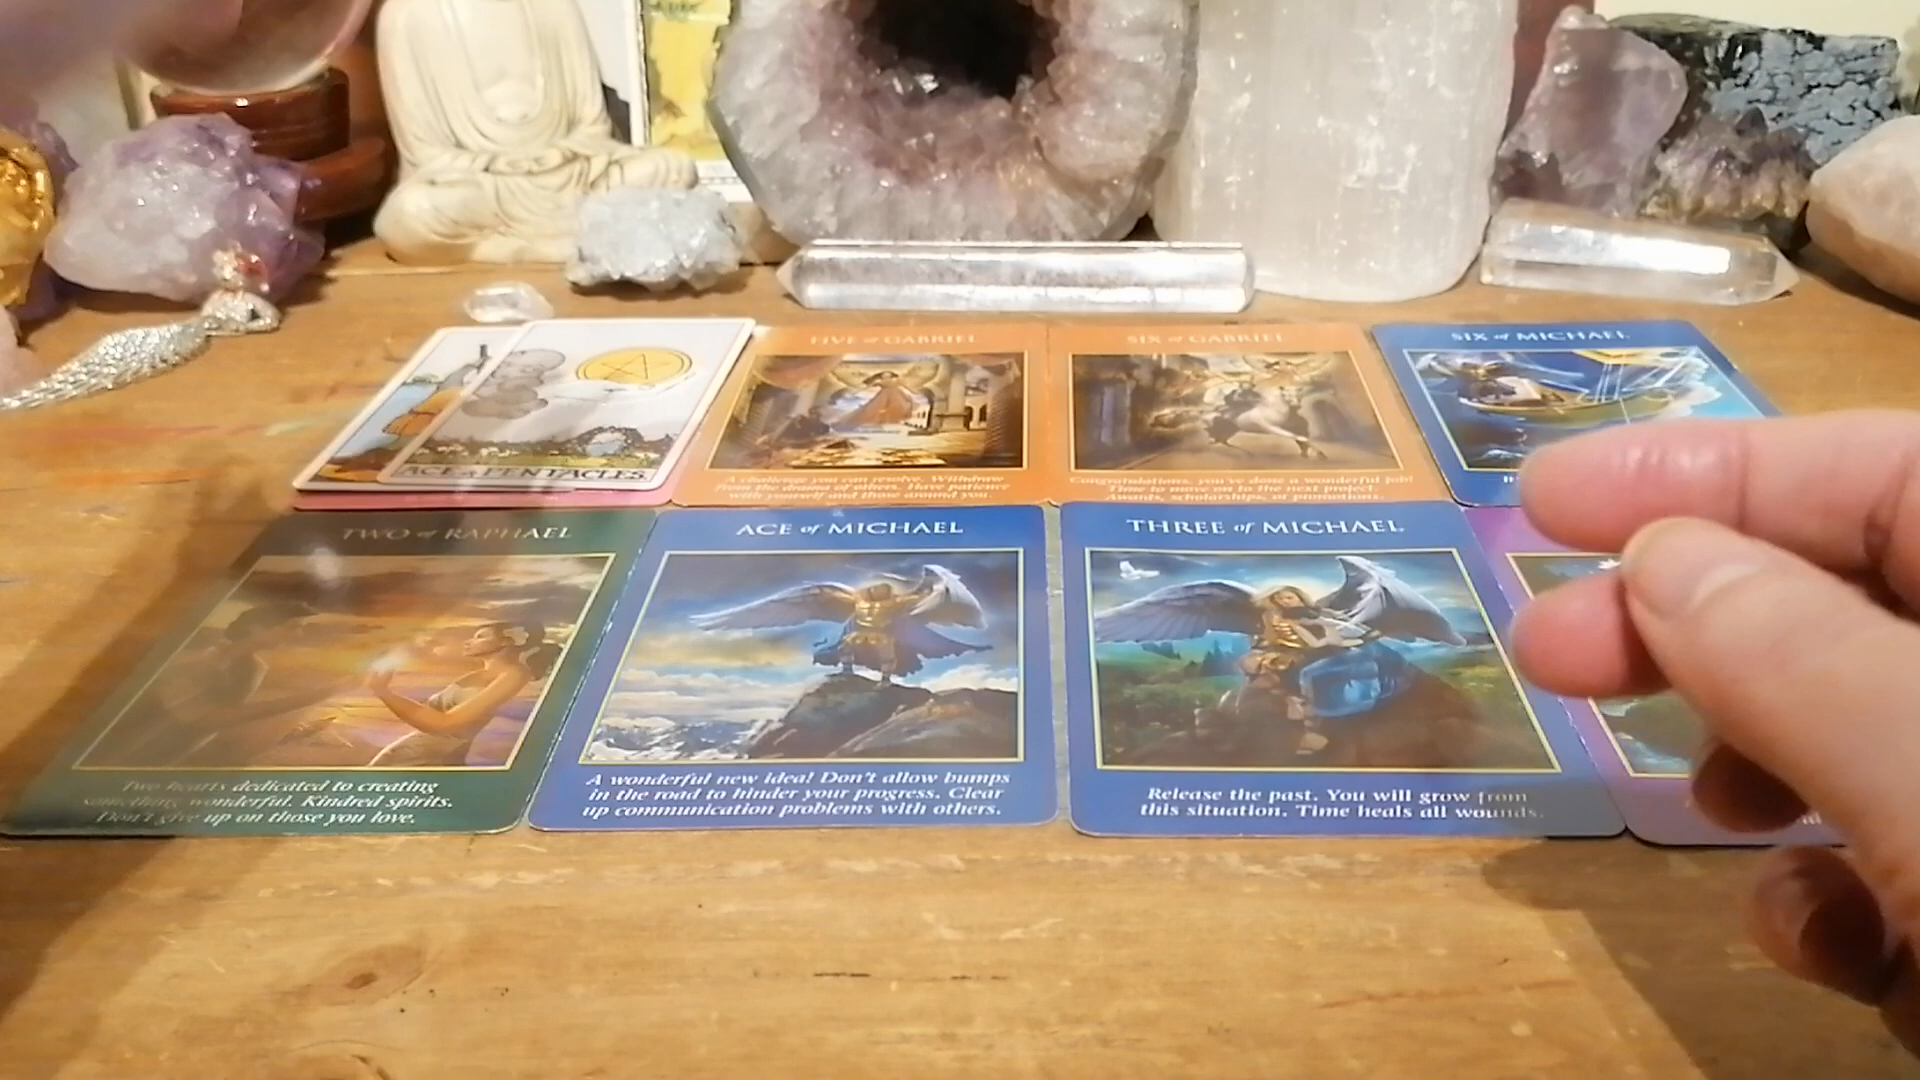 ACE of PENTACLES.
FIVE of GABRIEL
A challenge you can resolve. Withdraw
from the drama of others. Have patience
with yourself and those around you.
SIX of GABRIEL
Congratulations, you've done a wonderful job!
Time to move on to the next project.
Awards, scholarships, or promotions.
SIX of MICHAEL
TWO of RAPHAEL
Two hearts dedicated to creating
something wonderful. Kindred spirits.
Don't give up on those you love.
ACE of MICHAEL
A wonderful new idea! Don't allow bumps
in the road to hinder your progress. Clear
up communication problems with others.
THREE of MICHAEL
Release the past. You will grow from
this situation. Time heals all wounds.